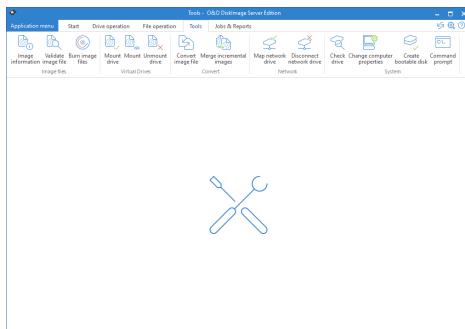 Tools - O&O DiskImage Server Edition
Application menu Start Drive operation File operation Tools Jobs & Reports
Image information Validate image file Burn image files Mount drive Mount Unmount drive Convert image file Merge incremental images Map network drive Disconnect network drive Check drive Change computer properties Create bootable disk Command prompt
Image files Virtual Drives Convert Network System